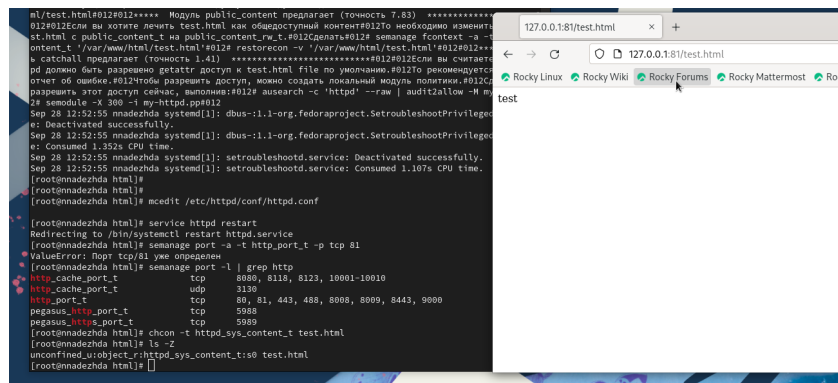 ml/test.html#012#012***** Модуль public_content предлагает (точность 7.83) ******************
012#012Если вы хотите лечить test.html как общедоступный контент#012То необходимо изменить
st.html с public_content_t на public_content_rw_t.#012Сделать#012# semanage fcontext -a -t
ontent_t '/var/www/html/test.html'#012# restorecon -v '/var/www/html/test.html'#012#012***
ь catchall предлагает (точность 1.41) **************************#012#012Если вы считаете
рд должно быть разрешено getattr доступ к test.html file по умолчанию.#012То рекомендуется
отчет об ошибке.#012Чтобы разрешить доступ, можно создать локальный модуль политики.#012Сд
разрешить этот доступ сейчас, выполнив:#012# ausearch -c 'httpd' --raw | audit2allow -M my
2# semodule -X 300 -i my-httpd.pp#012
Sep 28 12:52:55 nnadezhda systemd[1]: dbus-:1.1-org.fedoraproject.SetroubleshootPrivileged
e: Deactivated successfully.
Sep 28 12:52:55 nnadezhda systemd[1]: dbus-:1.1-org.fedoraproject.SetroubleshootPrivileged
e: Consumed 1.352s CPU time.
Sep 28 12:52:55 nnadezhda systemd[1]: setroubleshootd.service: Deactivated successfully.
Sep 28 12:52:55 nnadezhda systemd[1]: setroubleshootd.service: Consumed 1.107s CPU time.
[root@nnadezhda html]#
[root@nnadezhda html]#
[root@nnadezhda html]# mcedit /etc/httpd/conf/httpd.conf
[root@nnadezhda html]# service httpd restart
Redirecting to /bin/systemctl restart httpd.service
[root@nnadezhda html]# semanage port -a -t http_port_t -p tcp 81
ValueError: Порт tcp/81 уже определен
[root@nnadezhda html]# semanage port -l | grep http
http_cache_port_t tcp 8080, 8118, 8123, 10001-10010
http_cache_port_t udp 3130
http_port_t tcp 80, 81, 443, 488, 8008, 8009, 8443, 9000
pegasus_http_port_t tcp 5988
pegasus_https_port_t tcp 5989
[root@nnadezhda html]# chcon -t httpd_sys_content_t test.html
[root@nnadezhda html]# ls -Z
unconfined_u:object_r:httpd_sys_content_t:s0 test.html
[root@nnadezhda html]#
127.0.0.1:81/test.html
127.0.0.1:81/test.html
Rocky Linux Rocky Wiki Rocky Forums Rocky Mattermost Ro
test